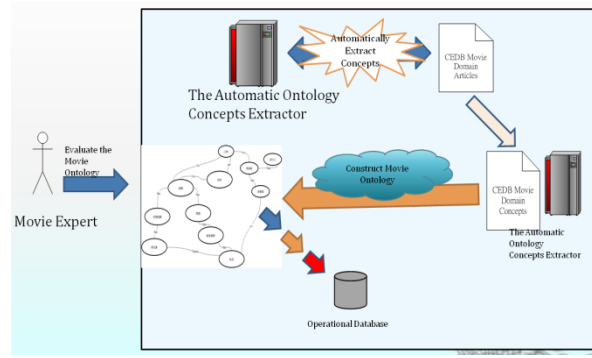 Automatically
Extract
Concepts
CEDB Movie
Domain
Articles
The Automatic Ontology
Concepts Extractor
Evaluate the
Movie
Ontology
Movie Expert
Construct Movie
Ontology
CEDB Movie
Domain
Concepts
The Automatic
Ontology
Concepts Extractor
Operational Database